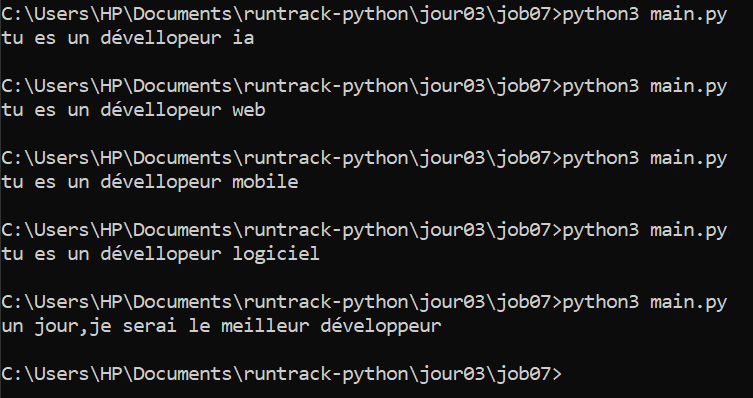 C:\Users\HP\Documents\runtrack-python\jour03\job07>python3 main.py
tu es un dévellopeur ia
C:\Users\HP\Documents\runtrack-python\jour03\job07>python3 main.py
tu es un dévellopeur web
C:\Users\HP\Documents\runtrack-python\jour03\job07>python3 main.py
tu es un dévellopeur mobile
C:\Users\HP\Documents\runtrack-python\jour03\job07>python3 main.py
tu es un dévellopeur logiciel
C:\Users\HP\Documents\runtrack-python\jour03\job07>python3 main.py
un jour,je serai le meilleur développeur
C:\Users\HP\Documents\runtrack-python\jour03\job07>